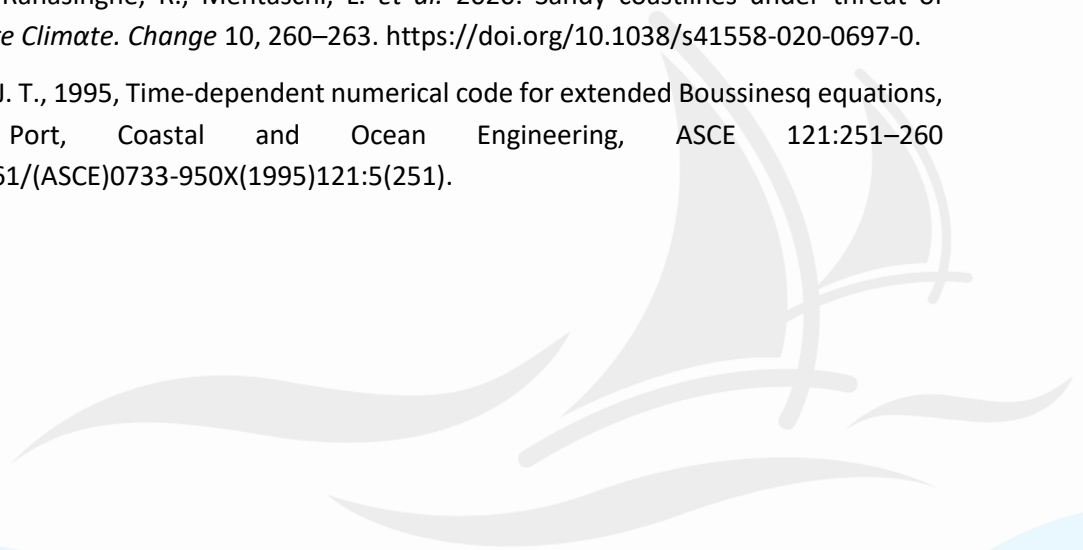 Ranasinghe, R., Mentaschi, L. et al. 2020. Sandy coastlines under threat of
e Climate. Change 10, 260–263. https://doi.org/10.1038/s41558-020-0697-0.
J. T., 1995, Time-dependent numerical code for extended Boussinesq equations,
Port, Coastal and Ocean Engineering, ASCE 121:251–260
61/(ASCE)0733-950X(1995)121:5(251).